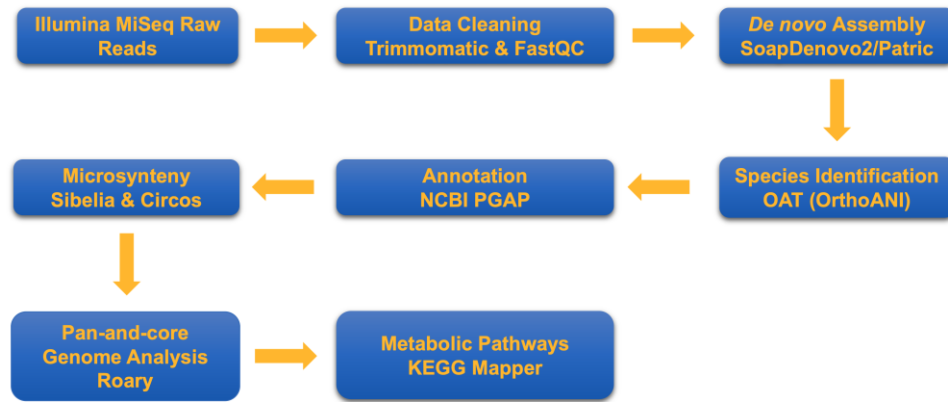 Illumina MiSeq Raw
Reads
Data Cleaning
Trimmomatic & FastQC
De novo Assembly
SoapDenovo2/Patric
Species Identification
OAT (OrthoANI)
Annotation
NCBI PGAP
Microsynteny
Sibelia & Circos
Pan-and-core
Genome Analysis
Roary
Metabolic Pathways
KEGG Mapper